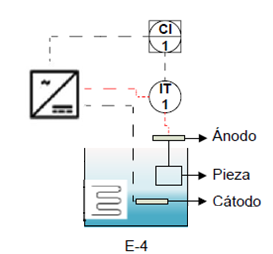 CI
1
IT
1
Ánodo
Pieza
Cátodo
E-4